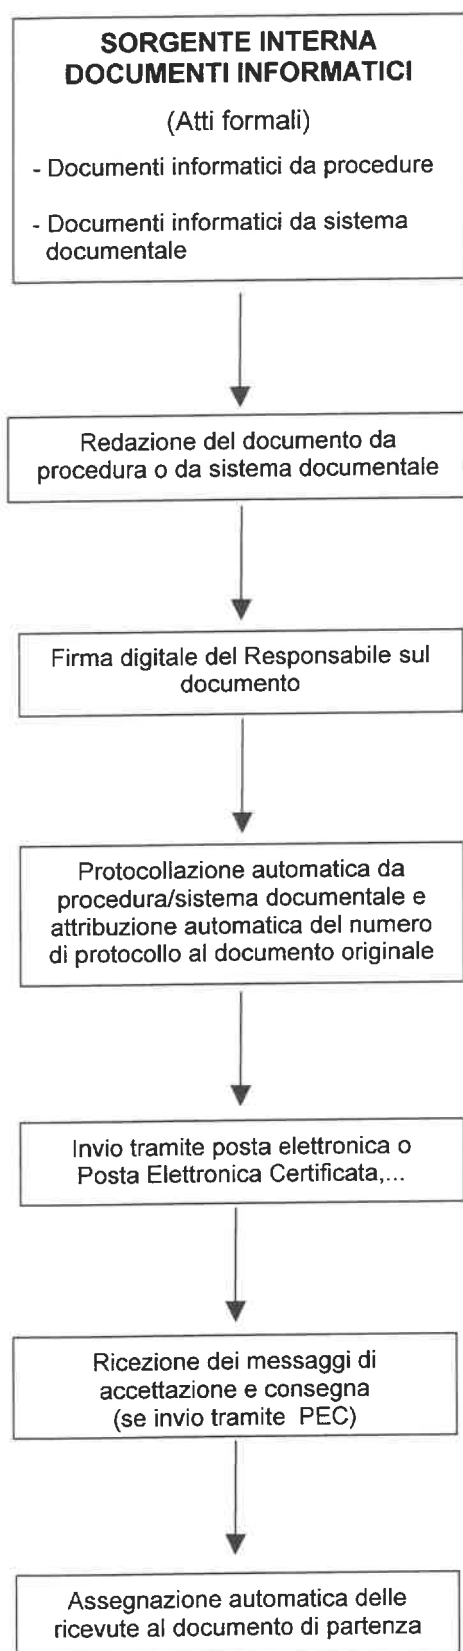 SORGENTE INTERNA
DOCUMENTI INFORMATICI
(Atti formali)
- Documenti informatici da procedure
- Documenti informatici da sistema
documentale
Redazione del documento da
procedura o da sistema documentale
Firma digitale del Responsabile sul
documento
Protocollazione automatica da
procedura/sistema documentale e
attribuzione automatica del numero
di protocollo al documento originale
Invio tramite posta elettronica o
Posta Elettronica Certificata,...
Ricezione dei messaggi di
accettazione e consegna
(se invio tramite PEC)
Assegnazione automatica delle
ricevute al documento di partenza